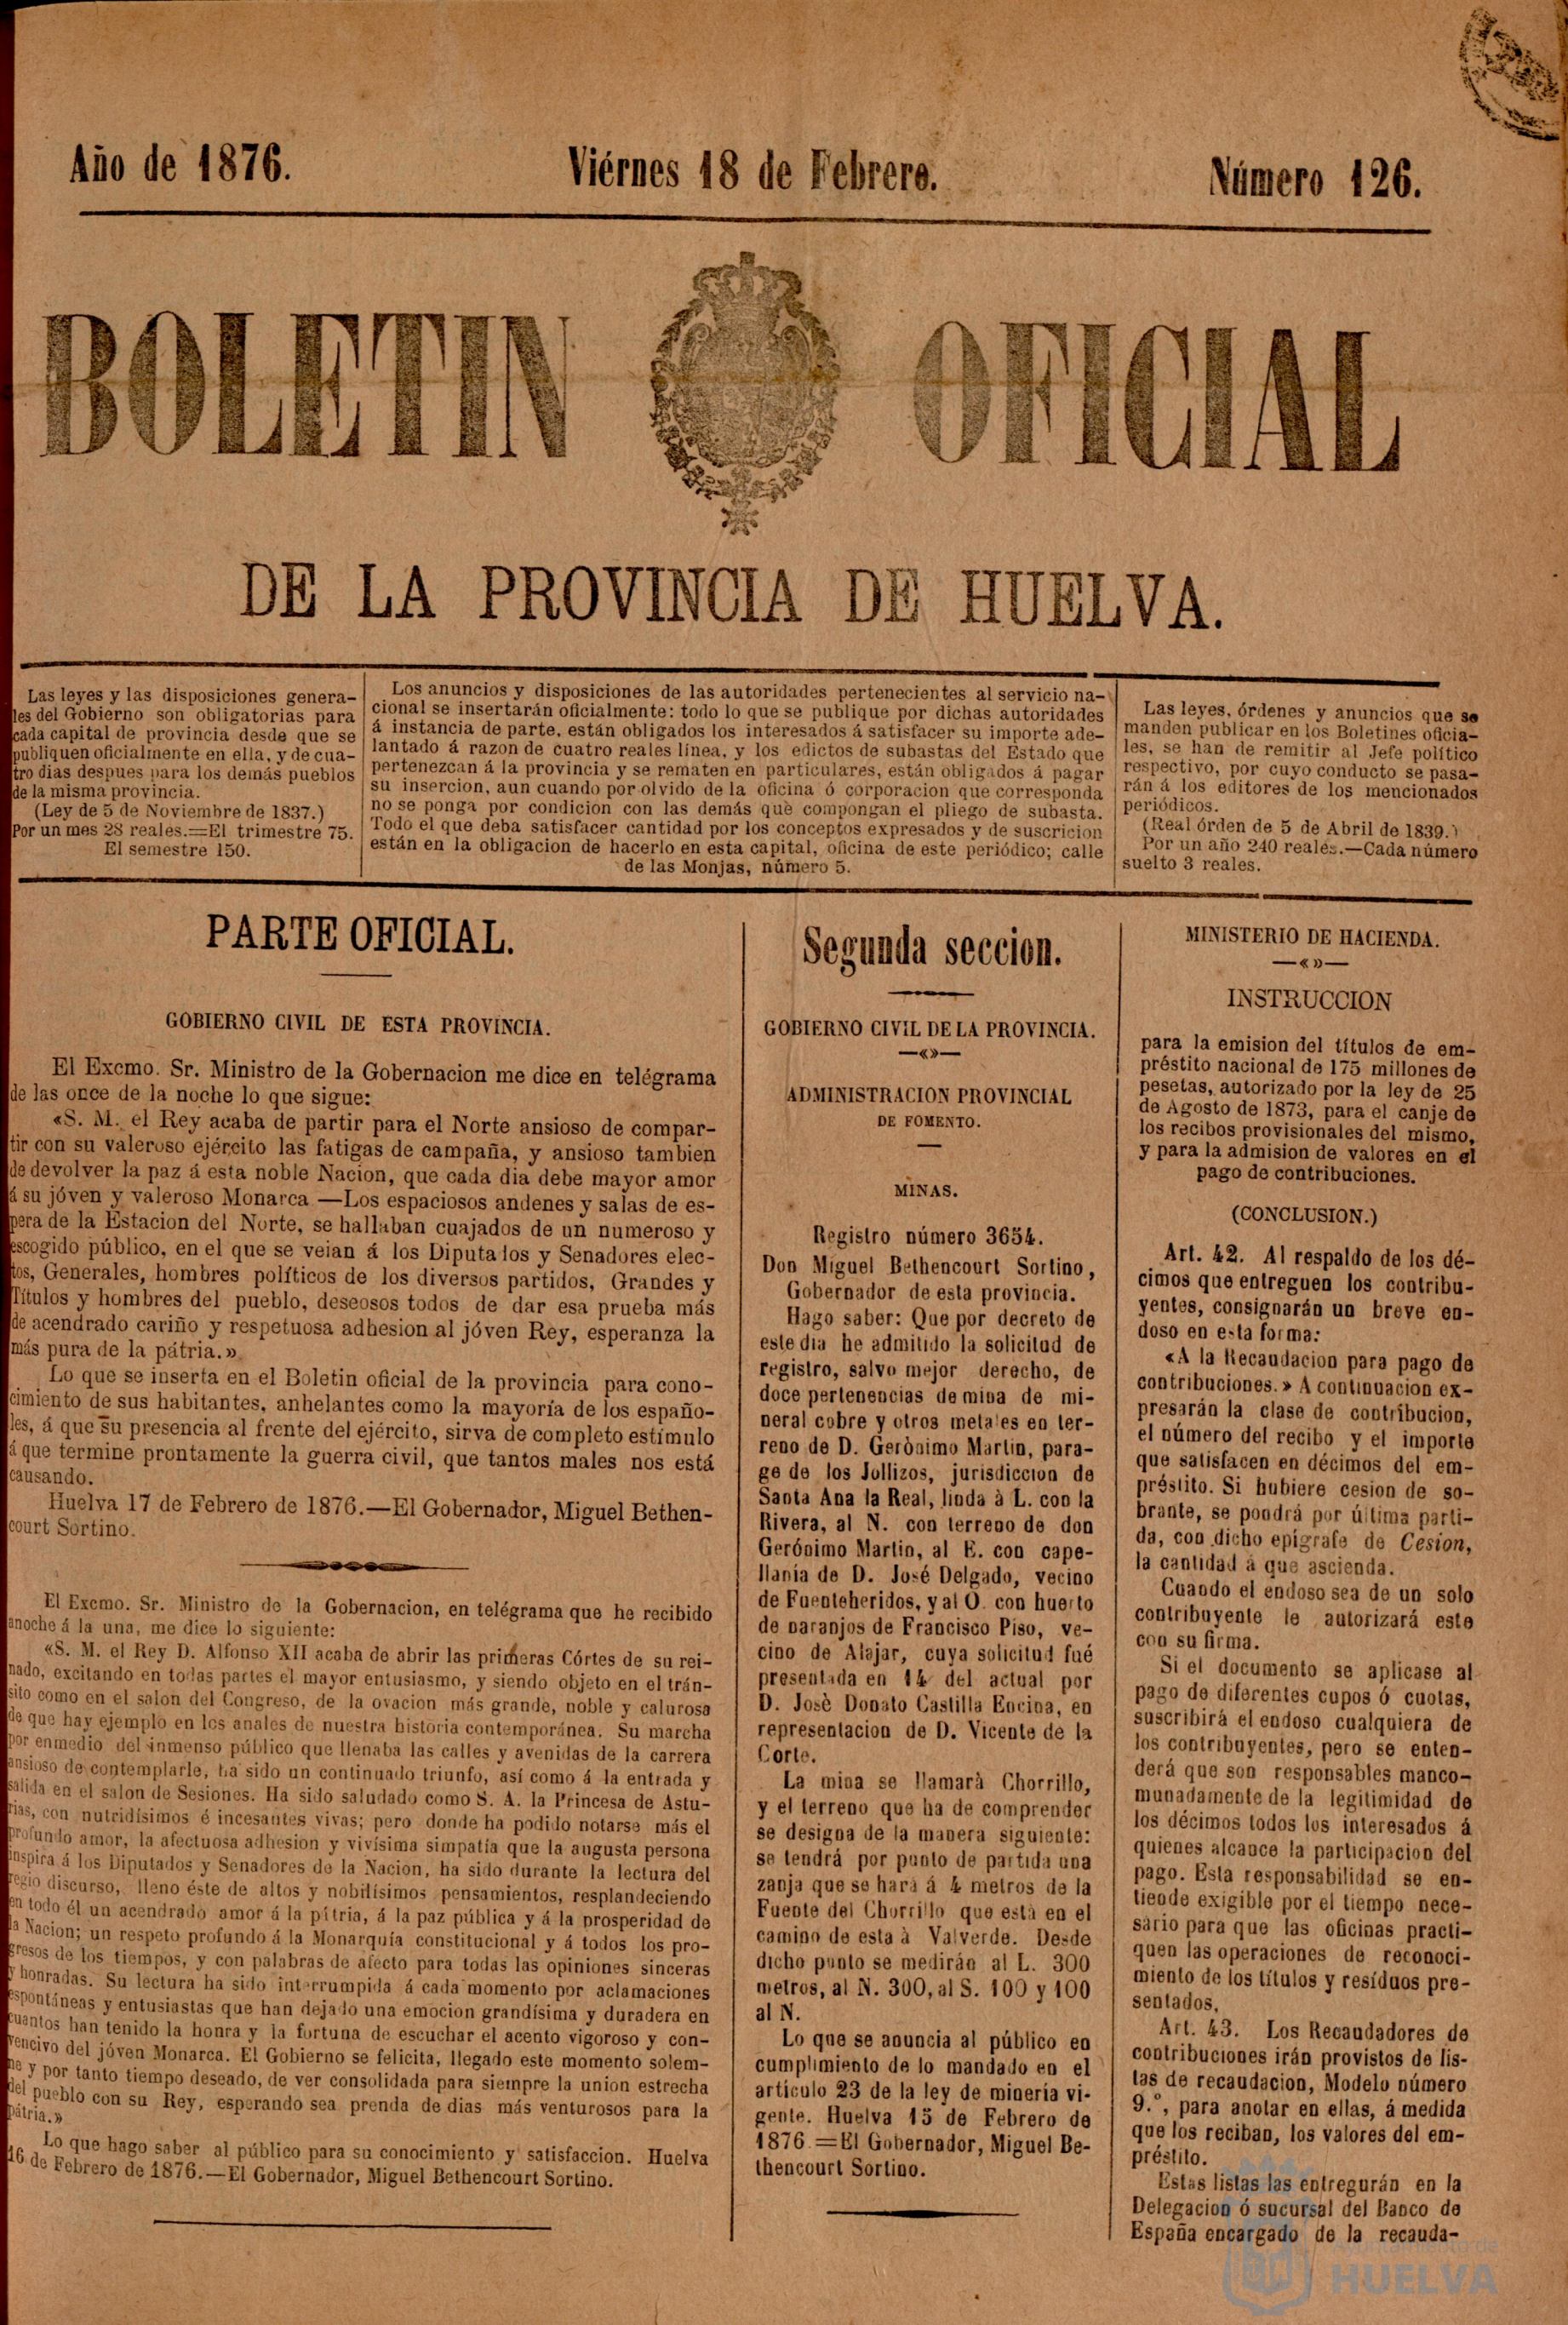 Año de 1876.
Viérnes 18 de Febrero.
Número 126.
BOLETIN OFICIAL
DE LA PROVINCIA DE HUELVA.
Las leyes y las disposiciones genera-
les del Gobierno son obligatorias para
cada capital de provincia desde que se
publiquen oficialmente en ella, y de cua-
tro dias despues para los demás pueblos
de la misma provincia.
(Ley de 5 de Noviembre de 1837.)
Por un mes 28 reales.=El trimestre 75.
El semestre 150.
Los anuncios y disposiciones de las autoridades pertenecientes al servicio na-
cional se insertarán oficialmente: todo lo que se publique por dichas autoridades
á instancia de parte, están obligados los interesados á satisfacer su importe ade-
lantado á razon de cuatro reales línea, y los edictos de subastas del Estado que
pertenezcan á la provincia y se rematen en particulares, están obligados á pagar
su insercion, aun cuando por olvido de la oficina ó corporacion que corresponda
no se ponga por condicion con las demás que compongan el pliego de subasta.
Todo el que deba satisfacer cantidad por los conceptos expresados y de suscricion
están en la obligacion de hacerlo en esta capital, oficina de este periódico; calle
de las Monjas, número 5.
Las leyes, órdenes y anuncios que se
manden publicar en los Boletines oficia-
les, se han de remitir al Jefe político
respectivo, por cuyo conducto se pasa-
rán á los editores de los mencionados
periódicos.
(Real órden de 5 de Abril de 1839.)
Por un año 240 reales.—Cada número
suelto 3 reales.
PARTE OFICIAL.
GOBIERNO CIVIL DE ESTA PROVINCIA.
El Excmo. Sr. Ministro de la Gobernacion me dice en telégrama
de las once de la noche lo que sigue:
«S. M. el Rey acaba de partir para el Norte ansioso de compar-
tir con su valeroso ejército las fatigas de campaña, y ansioso tambien
de devolver la paz á esta noble Nacion, que cada dia debe mayor amor
á su jóven y valeroso Monarca —Los espaciosos andenes y salas de es-
pera de la Estacion del Norte, se hallaban cuajados de un numeroso y
escogido público, en el que se veian á los Diputados y Senadores elec-
tos, Generales, hombres políticos de los diversos partidos, Grandes y
Títulos y hombres del pueblo, deseosos todos de dar esa prueba más
de acendrado cariño y respetuosa adhesion al jóven Rey, esperanza la
más pura de la pátria.»
Lo que se inserta en el Boletin oficial de la provincia para cono-
cimiento de sus habitantes, anhelantes como la mayoría de los españo-
les, á que su presencia al frente del ejército, sirva de completo estímulo
á que termine prontamente la guerra civil, que tantos males nos está
causando.
Huelva 17 de Febrero de 1876.—El Gobernador, Miguel Bethen-
court Sortino.
El Excmo. Sr. Ministro de la Gobernacion, en telégrama que he recibido
anoche á la una, me dice lo siguiente:
«S. M. el Rey D. Alfonso XII acaba de abrir las primeras Córtes de su rei-
nado, excitando en todas partes el mayor entusiasmo, y siendo objeto en el trán-
sito como en el salon del Congreso, de la ovacion más grande, noble y calurosa
de que hay ejemplo en los anales de nuestra historia contemporánea. Su marcha
por enmedio del inmenso público que llenaba las calles y avenidas de la carrera
ansioso de contemplarle, ha sido un continuado triunfo, así como á la entrada y
salida en el salon de Sesiones. Ha sido saludado como S. A. la Princesa de Astu-
rias, con nutridísimos é incesantes vivas; pero donde ha podido notarse más el
profundo amor, la afectuosa adhesion y vivísima simpatía que la augusta persona
inspira á los Diputados y Senadores de la Nacion, ha sido durante la lectura del
regio discurso, lleno éste de altos y nobilísimos pensamientos, resplandeciendo
en todo él un acendrado amor á la pátria, á la paz pública y á la prosperidad de
la Nacion; un respeto profundo á la Monarquía constitucional y á todos los pro-
gresos de los tiempos, y con palabras de afecto para todas las opiniones sinceras
y honradas. Su lectura ha sido interrumpida á cada momento por aclamaciones
espontáneas y entusiastas que han dejado una emocion grandísima y duradera en
cuantos han tenido la honra y la fortuna de escuchar el acento vigoroso y con-
vencivo del jóven Monarca. El Gobierno se felicita, llegado este momento solem-
ne y por tanto tiempo deseado, de ver consolidada para siempre la union estrecha
del pueblo con su Rey, esperando sea prenda de dias más venturosos para la
pátria.»
Lo que hago saber al público para su conocimiento y satisfaccion. Huelva
16 de Febrero de 1876.—El Gobernador, Miguel Bethencourt Sortino.
Segunda seccion.
GOBIERNO CIVIL DE LA PROVINCIA.
—«»—
ADMINISTRACION PROVINCIAL
DE FOMENTO.
MINAS.
Registro número 3654.
Don Miguel Bethencourt Sortino,
Gobernador de esta provincia.
Hago saber: Que por decreto de
este dia he admitido la solicitud de
registro, salvo mejor derecho, de
doce pertenencias de mina de mi-
neral cobre y otros metales en ter-
reno de D. Gerònimo Martin, para-
ge de los Jollizos, jurisdiccion de
Santa Ana la Real, linda à L. con la
Rivera, al N. con terreno de don
Gerónimo Martin, al E. con cape-
llanía de D. José Delgado, vecino
de Fuenteheridos, y al O. con huerto
de naranjos de Francisco Piso, ve-
cino de Alajar, cuya solicitud fué
presentada en 14 del actual por
D. Josè Donato Castilla Encina, en
representacion de D. Vicente de la
Corte.
La mina se llamarà Chorrillo,
y el terreno que ha de comprender
se designa de la manera siguiente:
se tendrá por punto de partida una
zanja que se hará á 4 metros de la
Fuente del Chorrillo que está en el
camino de esta à Valverde. Desde
dicho punto se medirán al L. 300
metros, al N. 300, al S. 100 y 100
al N.
Lo que se anuncia al público en
cumplimiento de lo mandado en el
artículo 23 de la ley de minería vi-
gente. Huelva 15 de Febrero de
1876.=El Gobernador, Miguel Be-
thencourt Sortino.
MINISTERIO DE HACIENDA.
—«»—
INSTRUCCION
para la emision del títulos de em-
préstito nacional de 175 millones de
pesetas, autorizado por la ley de 25
de Agosto de 1873, para el canje de
los recibos provisionales del mismo,
y para la admision de valores en el
pago de contribuciones.
(CONCLUSION.)
Art. 42. Al respaldo de los dé-
cimos que entreguen los contribu-
yentes, consignarán un breve en-
doso en esta forma:
«A la Recaudacion para pago de
contribuciones.» A continuacion ex-
presarán la clase de contribucion,
el número del recibo y el importe
que satisfacen en décimos del em-
préstito. Si hubiere cesion de so-
brante, se pondrá por última parti-
da, con dicho epígrafe de Cesion,
la cantidad á que ascienda.
Cuando el endoso sea de un solo
contribuyente le autorizará este
con su firma.
Si el documento se aplicase al
pago de diferentes cupos ó cuotas,
suscribirá el endoso cualquiera de
los contribuyentes, pero se enten-
derá que son responsables manco-
munadamente de la legitimidad de
los décimos todos los interesados á
quienes alcance la participacion del
pago. Esta responsabilidad se en-
tiende exigible por el tiempo nece-
sário para que las oficinas practi-
quen las operaciones de reconoci-
miento de los títulos y resíduos pre-
sentados.
Art. 43. Los Recaudadores de
contribuciones irán provistos de lis-
tas de recaudacion, Modelo número
9.º, para anotar en ellas, á medida
que los reciban, los valores del em-
préstito.
Estas listas las entregurán en la
Delegacion ó sucursal del Banco de
España encargado de la recauda-
HUELVA